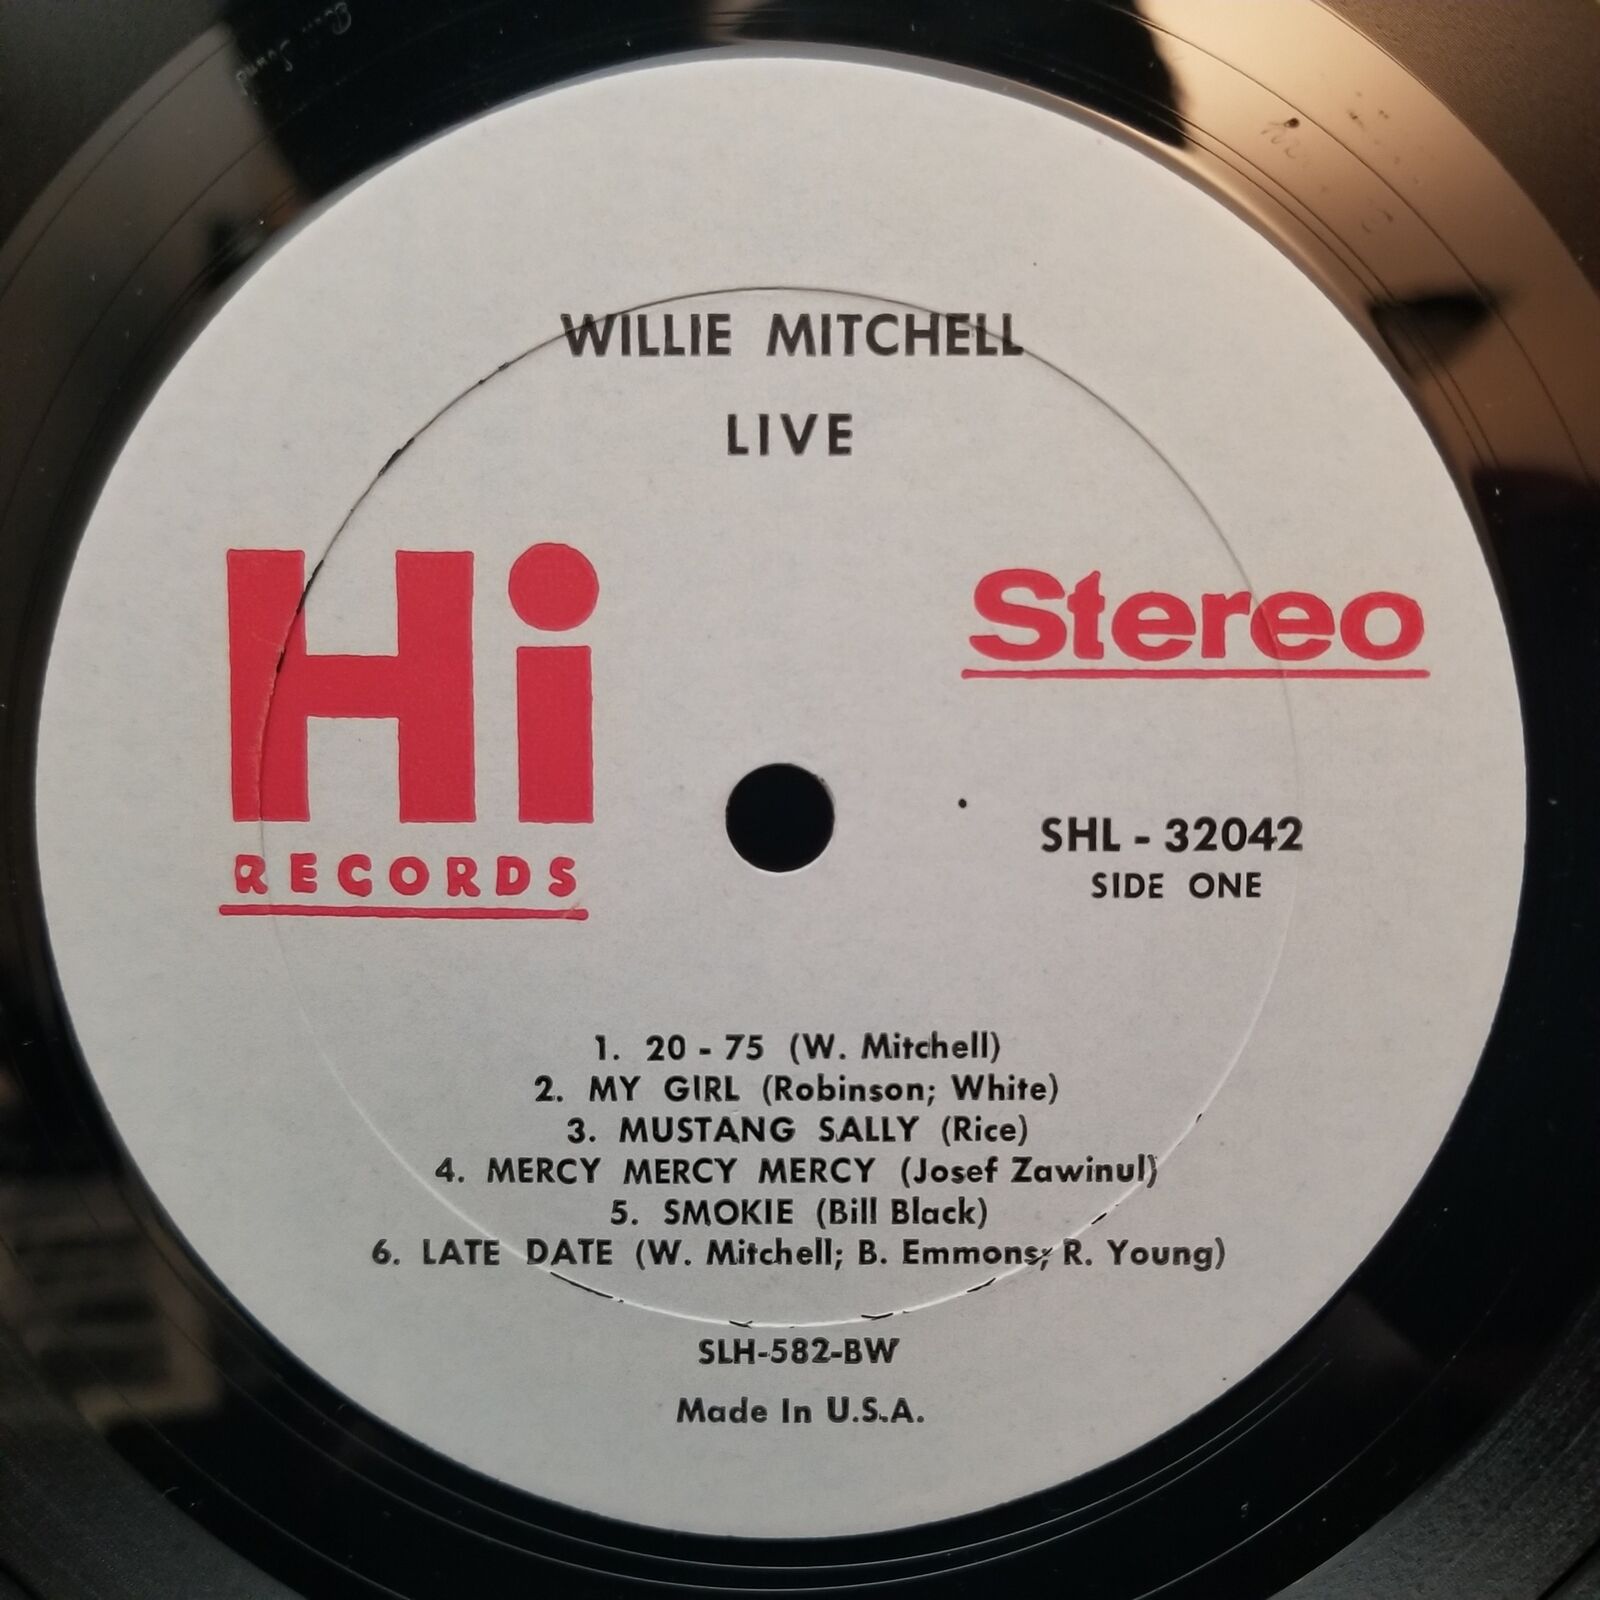 WILLIE MITCHELL
LIVE
Hi
RECORDS
Stereo
SHL - 32042
SIDE ONE
1. 20 - 75 (W. Mitchell)
2. MY GIRL (Robinson; White)
3. MUSTANG SALLY (Rice)
4. MERCY MERCY MERCY (Josef Zawinul)
5. SMOKIE (Bill Black)
6. LATE DATE (W. Mitchell; B. Emmons; R. Young)
SLH-582-BW
Made In U.S.A.